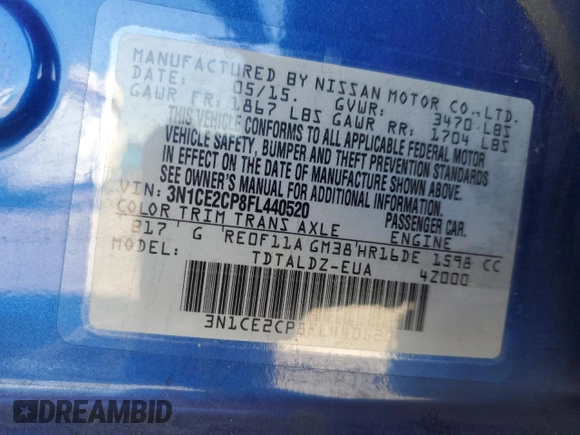 MANUFACTURED BY NISSAN MOTOR CO.,LTD.
DATE: 05/15. GVWR: 3470 LBS
GAWR FR: 1867 LBS GAWR RR: 1704 LBS
THIS VEHICLE CONFORMS TO ALL APPLICABLE FEDERAL MOTOR
VEHICLE SAFETY, BUMPER AND THEFT PREVENTION STANDARDS
IN EFFECT ON THE DATE OF MANUFACTURE SHOWN ABOVE.
SEE OWNER'S MANUAL FOR ADDITIONAL INFORMATION.
VIN: 3N1CE2CP8FL440520 PASSENGER CAR.
COLOR TRIM TRANS AXLE ENGINE
B17 G RE0F11A GM38 HR16DE 1598 CC
MODEL: TDTALDZ-EUA 4Z000
3N1CE2CP8FL440520
DREAMBID